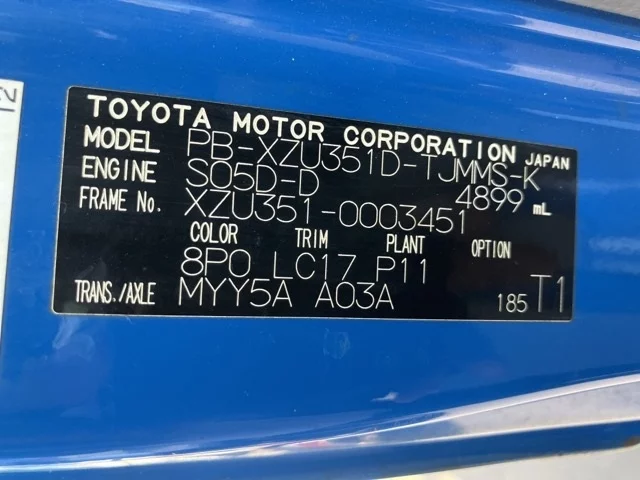 TOYOTA MOTOR CORPORATION JAPAN
MODEL PB-XZU351D-TJMMS-K
ENGINE S05D-D 4899 mL
FRAME No. XZU351-0003451
COLOR TRIM PLANT OPTION
8P0 LC17 P11
TRANS./AXLE MYY5A A03A 185 T1